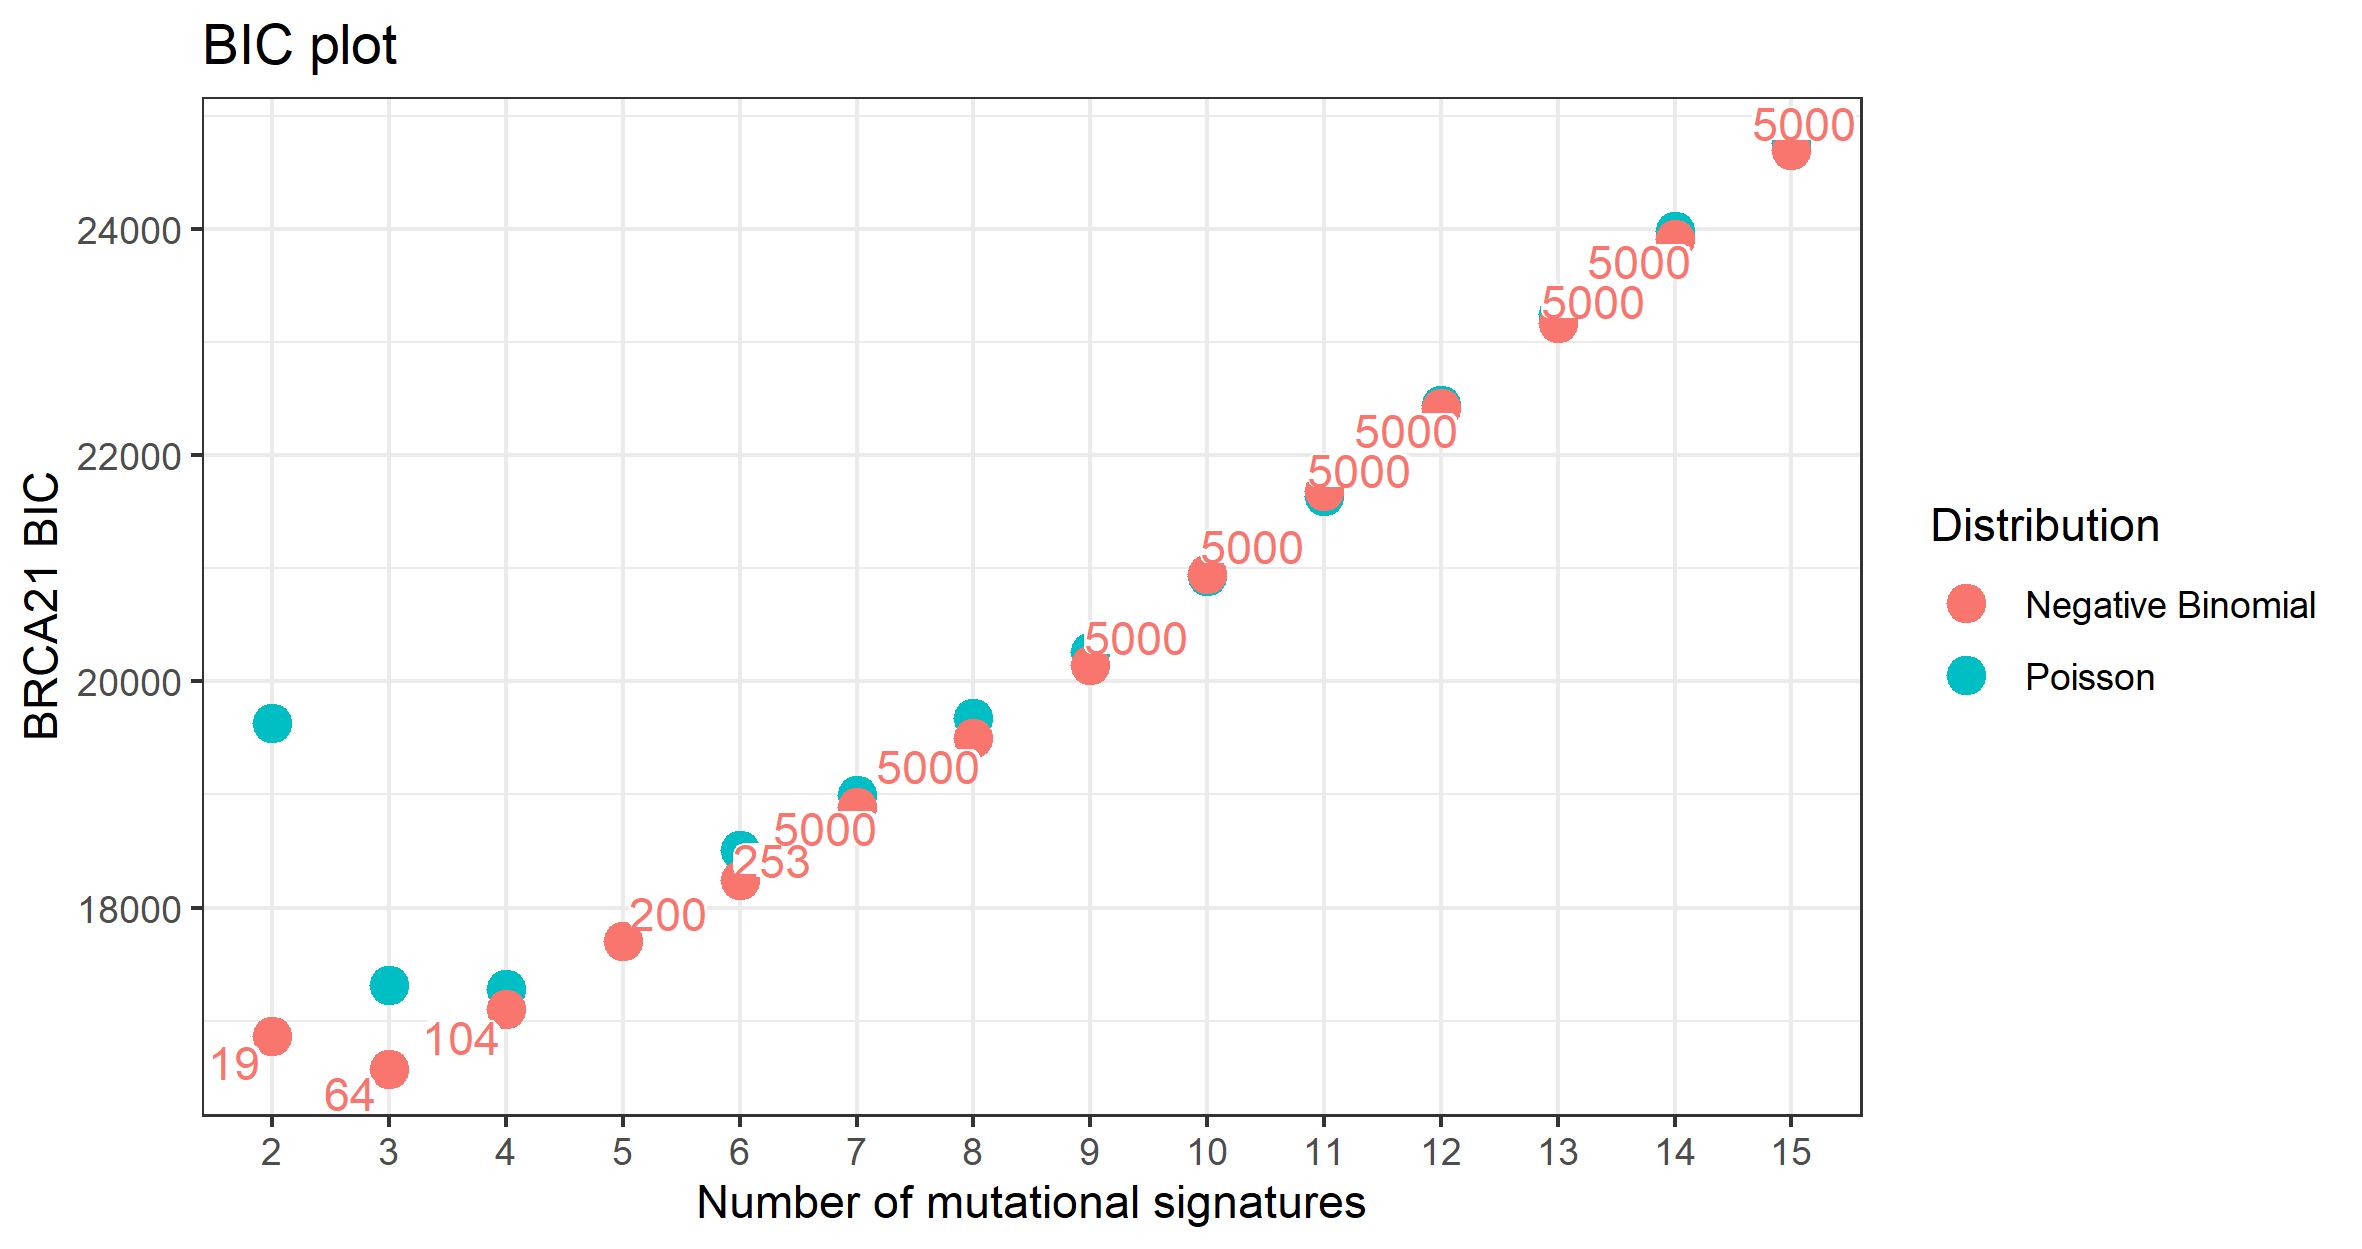 BIC plot
BRCA21 BIC
24000
22000
20000
18000
5000
5000
5000
5000
5000
5000
5000
5000
5000
253
200
104
19
64
2 3 4 5 6 7 8 9 10 11 12 13 14 15
Number of mutational signatures
Distribution
Negative Binomial
Poisson